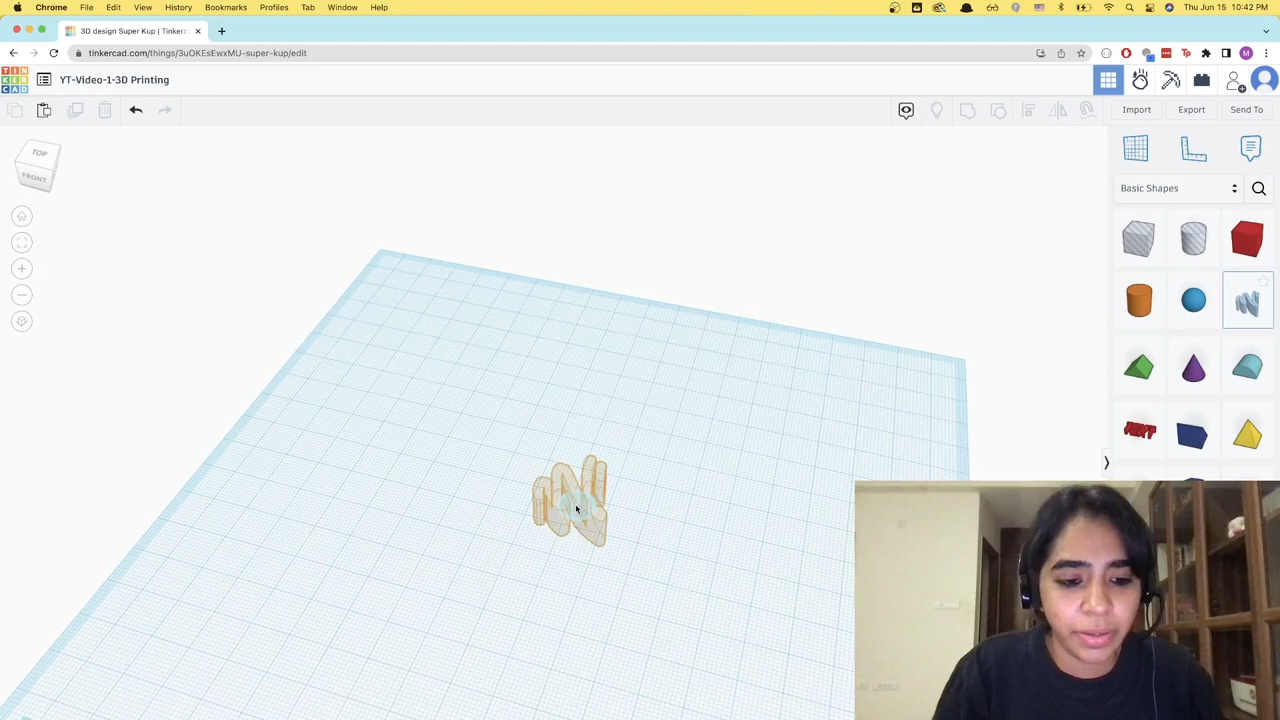 Chrome File Edit View History Bookmarks Profiles Tab Window Help Thu Jun 15 10:42 PM
3D design Super Kup | Tinkerc
tinkercad.com/things/3uOKEsEwxMU-super-kup/edit
TIN
KER
CAD
YT-Video-1-3D Printing
Import Export Send To
TOP
FRONT
Basic Shapes
TEXT